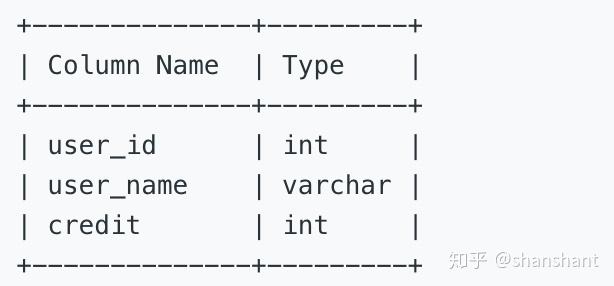 +--------------+---------+
| Column Name  | Type    |
+--------------+---------+
| user_id      | int     |
| user_name    | varchar |
| credit       | int     |
+--------------+---------+
知乎 @shanshant